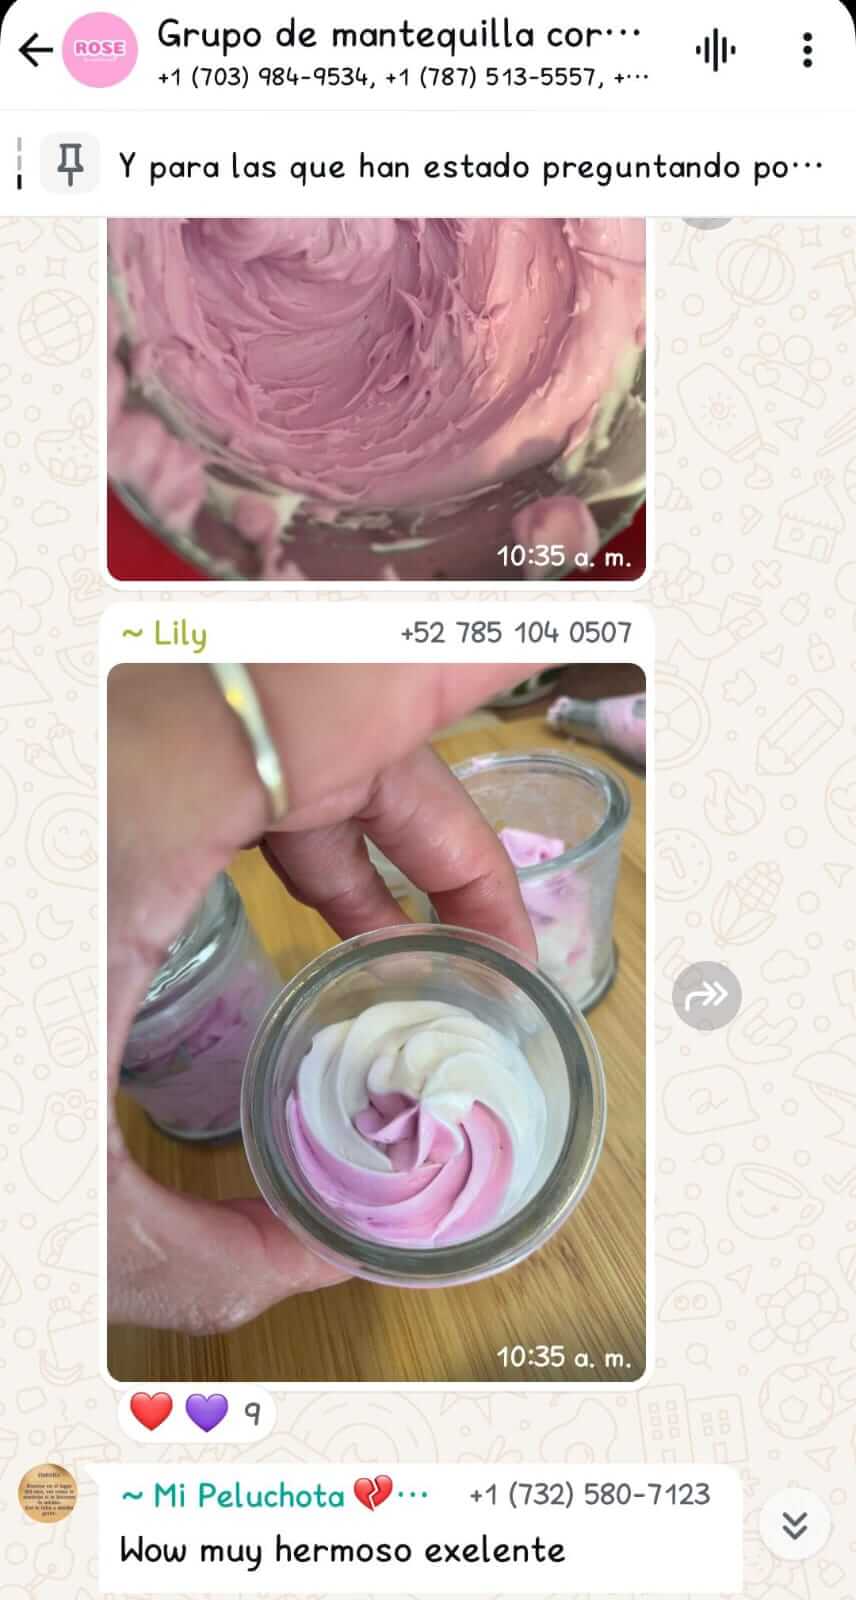 ROSE
Grupo de mantequilla cor...
+1 (703) 984-9534, +1 (787) 513-5557, +...
Y para las que han estado preguntando po...
10:35 a. m.
~ Lily
+52 785 104 0507
10:35 a. m.
❤️ 💜 9
~ Mi Peluchota 💔...
+1 (732) 580-7123
Wow muy hermoso exelente